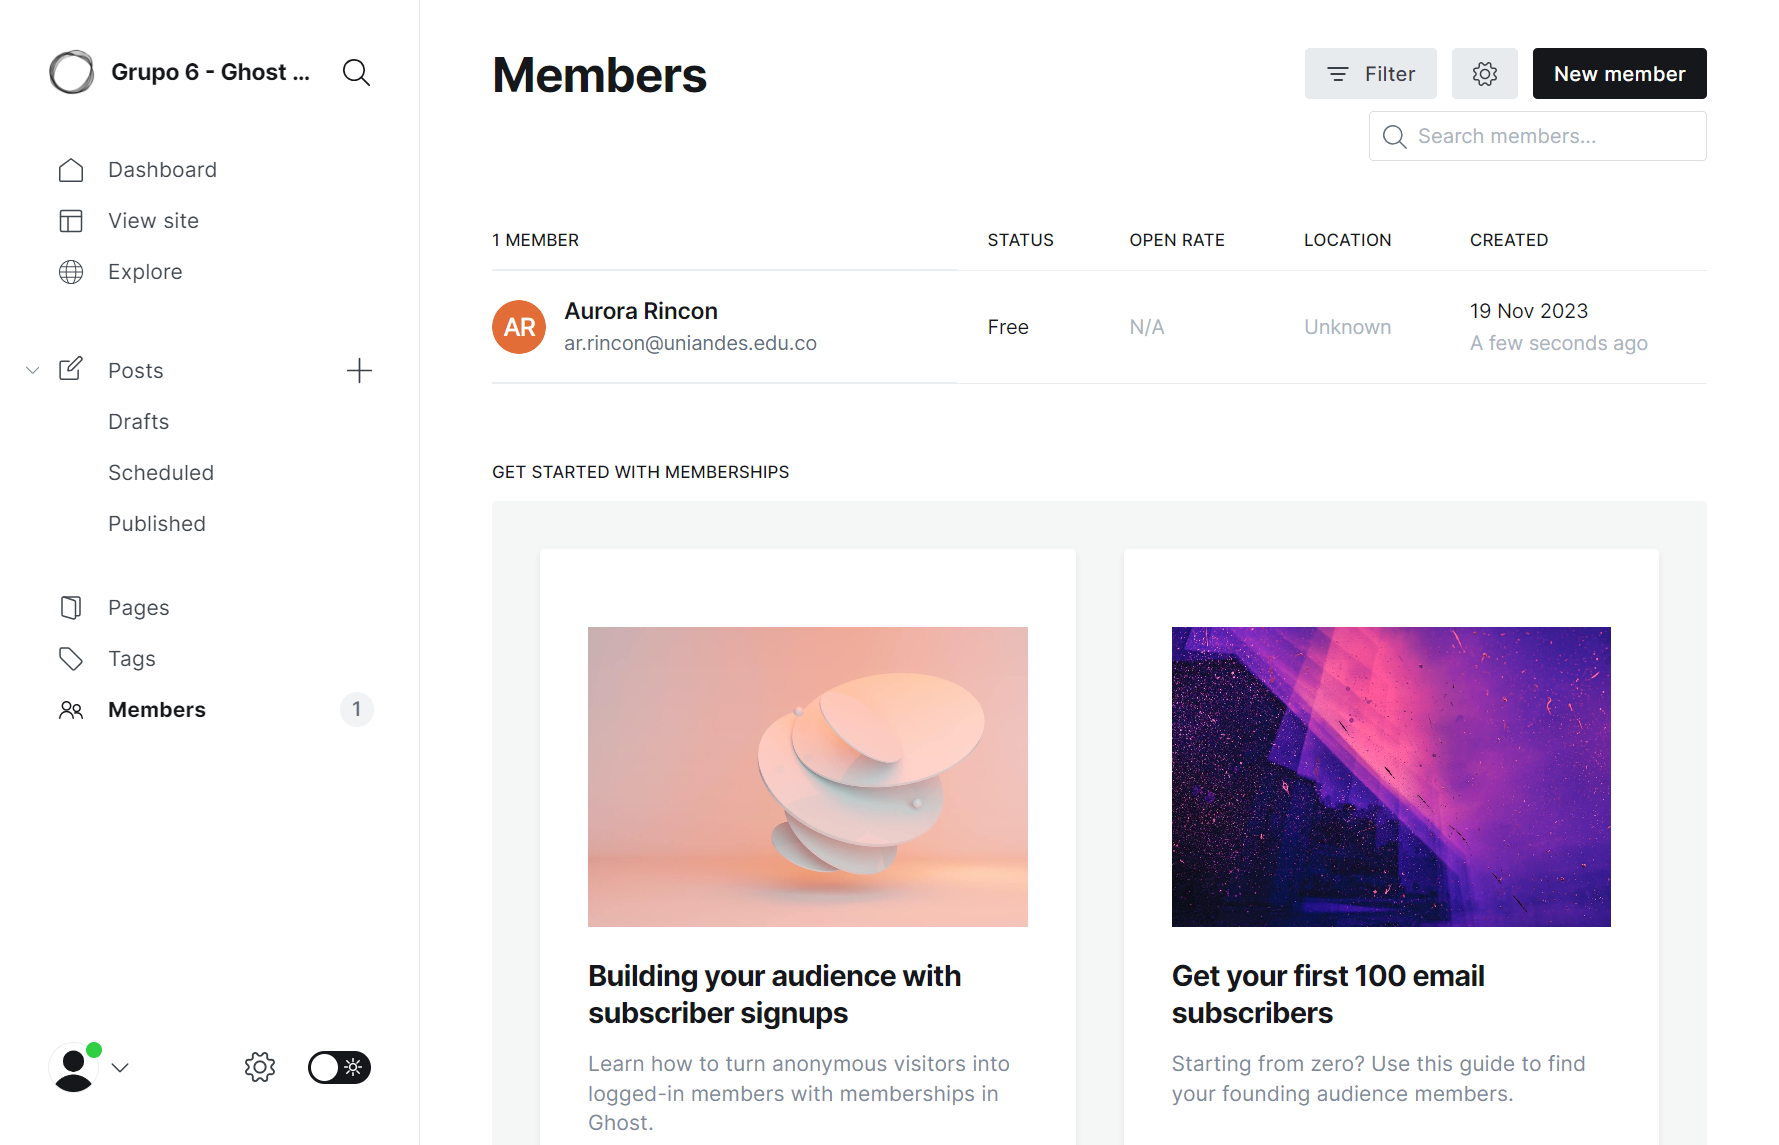 Grupo 6 - Ghost ...
Dashboard
View site
Explore
Posts
Drafts
Scheduled
Published
Pages
Tags
Members
1
Members
Filter
New member
Search members...
1 MEMBER
STATUS
OPEN RATE
LOCATION
CREATED
AR
Aurora Rincon
ar.rincon@uniandes.edu.co
Free
N/A
Unknown
19 Nov 2023
A few seconds ago
GET STARTED WITH MEMBERSHIPS
Building your audience with
subscriber signups
Learn how to turn anonymous visitors into
logged-in members with memberships in
Ghost.
Get your first 100 email
subscribers
Starting from zero? Use this guide to find
your founding audience members.